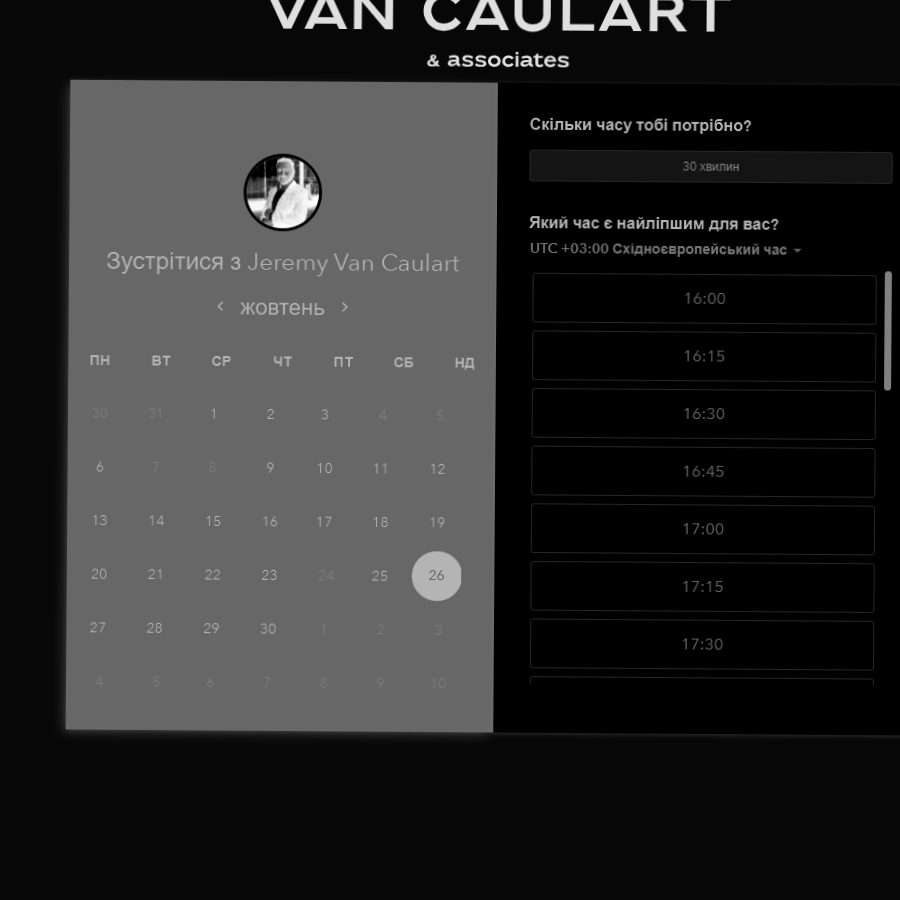 VAN CAULART
& associates
Зустрітися з Jeremy Van Caulart
жовтень
ПН ВТ СР ЧТ ПТ СБ НД
30 31 1 2 3 4 5
6 7 8 9 10 11 12
13 14 15 16 17 18 19
20 21 22 23 24 25 26
27 28 29 30 1 2 3
4 5 6 7 8 9 10
Скільки часу тобі потрібно?
30 хвилин
Який час є найліпшим для вас?
UTC +03:00 Східноєвропейський час
16:00
16:15
16:30
16:45
17:00
17:15
17:30